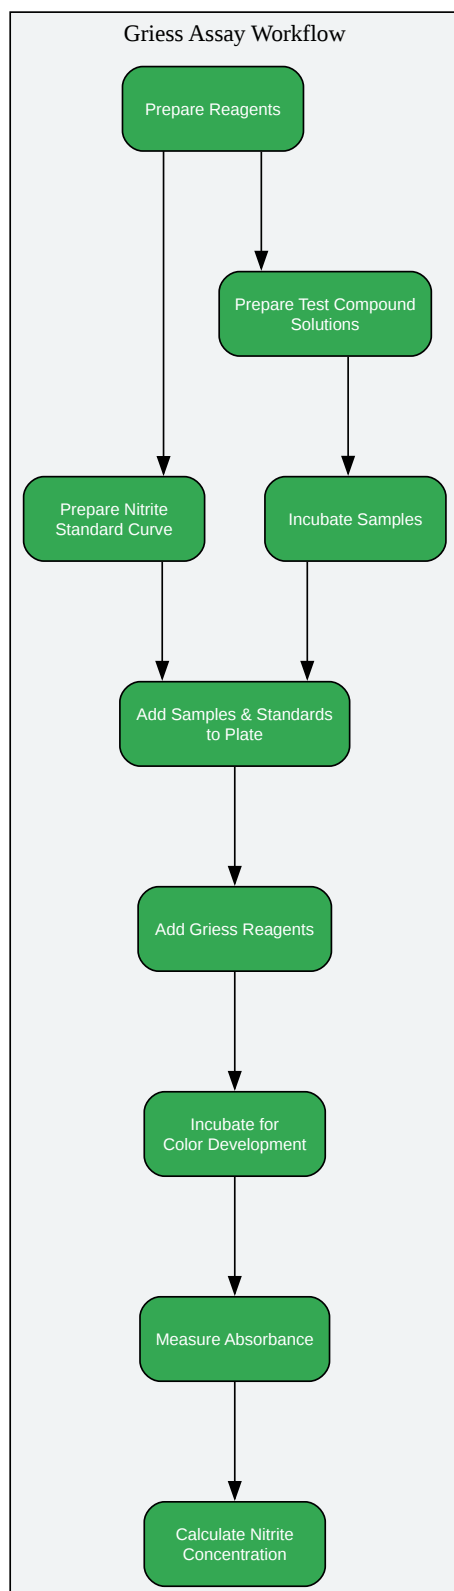 Griess Assay Workflow
Prepare Reagents
Prepare Test Compound
Solutions
Prepare Nitrite
Standard Curve
Incubate Samples
Add Samples & Standards
to Plate
Add Griess Reagents
Incubate for
Color Development
Measure Absorbance
Calculate Nitrite
Concentration